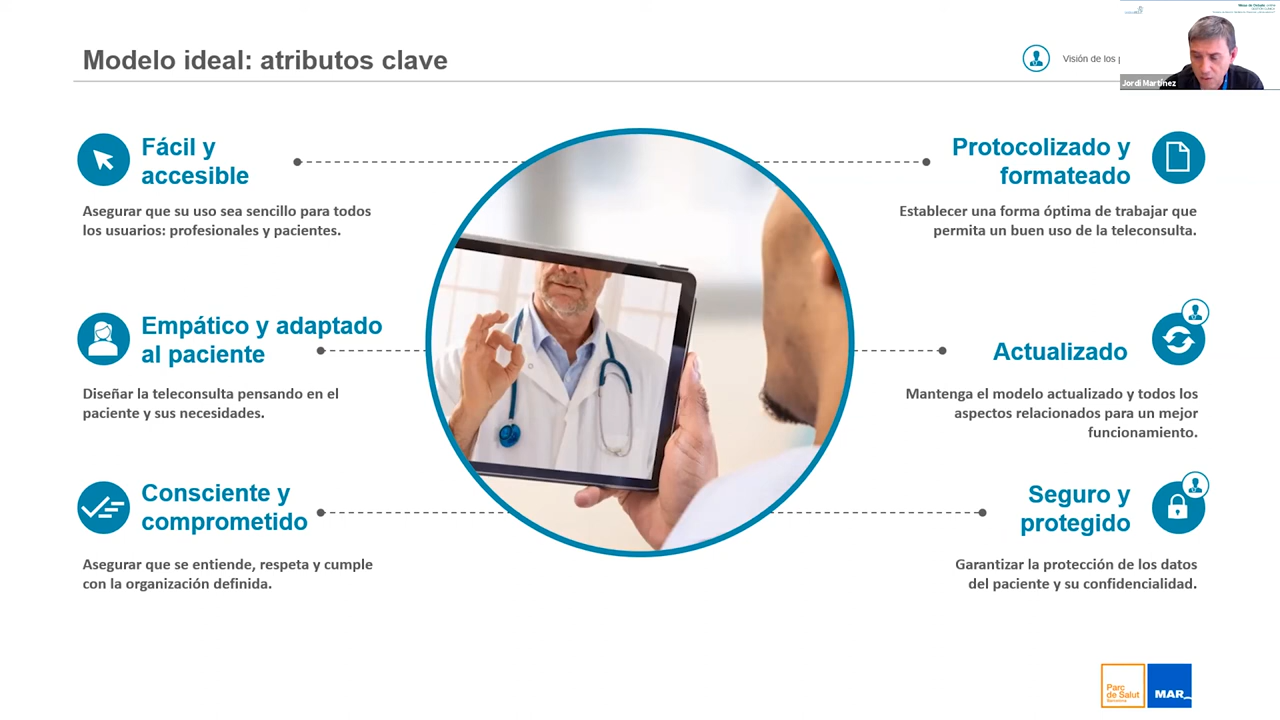 Modelo ideal: atributos clave
Visión de los
Jordi Martínez
Fácil y
accesible
Asegurar que su uso sea sencillo para todos
los usuarios: profesionales y pacientes.
Empático y adaptado
al paciente
Diseñar la teleconsulta pensando en el
paciente y sus necesidades.
Consciente y
comprometido
Asegurar que se entiende, respeta y cumple
con la organización definida.
Protocolizado y
formateado
Establecer una forma óptima de trabajar que
permita un buen uso de la teleconsulta.
Actualizado
Mantenga el modelo actualizado y todos los
aspectos relacionados para un mejor
funcionamiento.
Seguro y
protegido
Garantizar la protección de los datos
del paciente y su confidencialidad.
Parc
de Salut
Barcelona
MAR